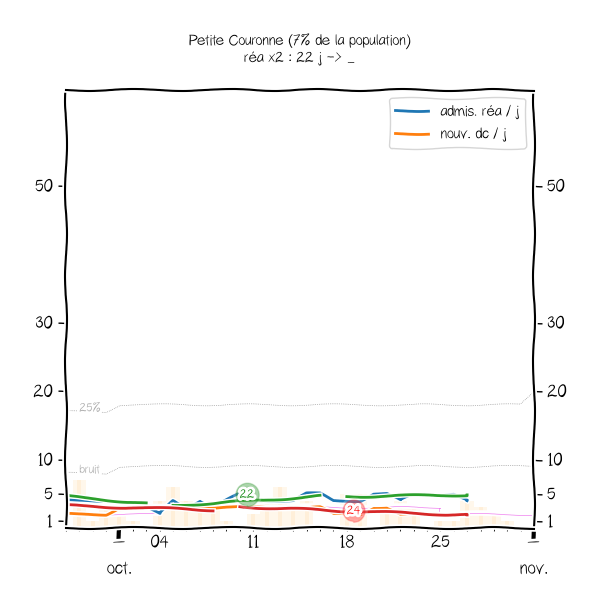 Petite Couronne (7% de la population)
réa x2 : 22 j -> _
admis. réa / j
nouv. dc / j
50 50
30 30
20 20
25%
10 10
bruit
5 5
22
24
1 1
04 11 18 25
oct. nov.